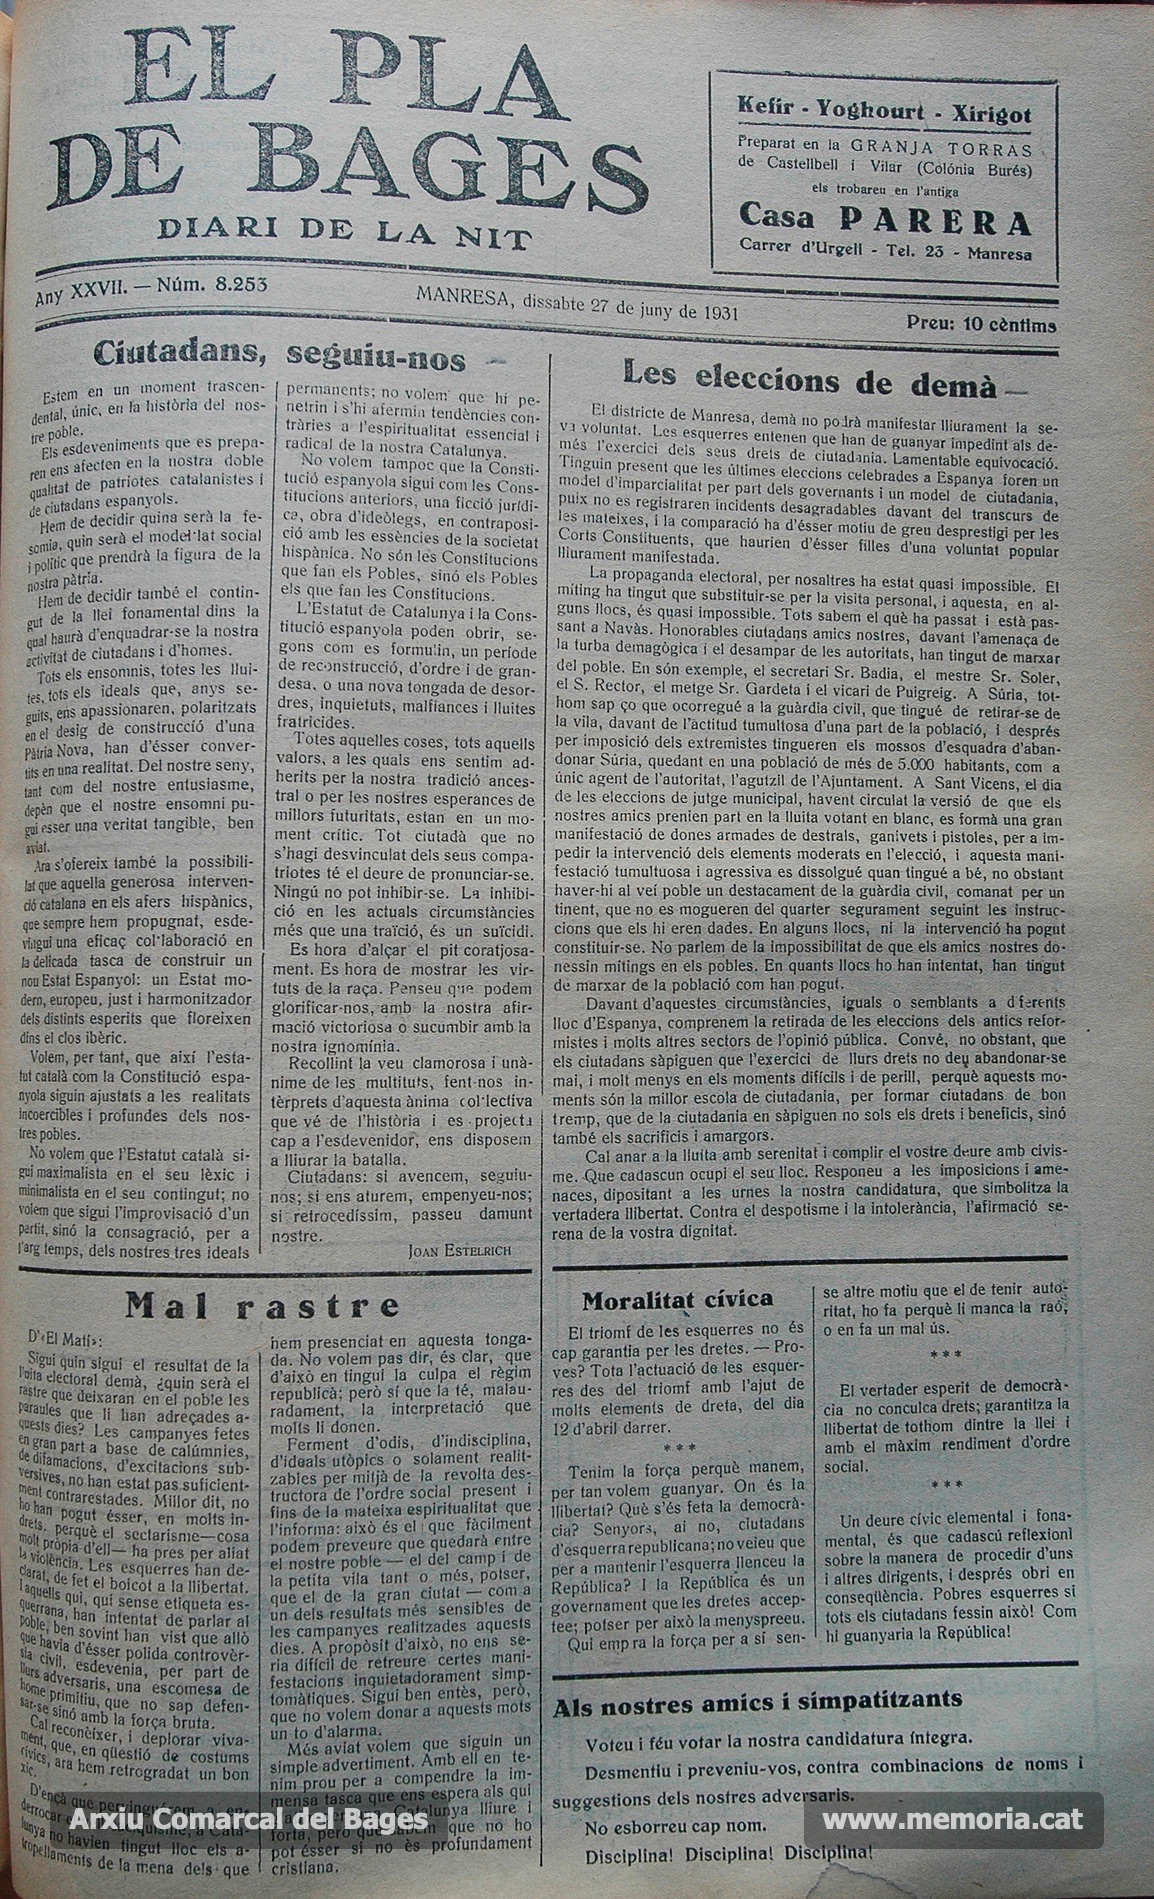 EL PLA
DE BAGES
DIARI DE LA NIT
Kefir - Yoghourt - Xirigot
Preparat en la GRANJA TORRAS
de Castellbell i Vilar (Colónia Burés)
els trobareu en l'antiga
Casa PARERA
Carrer d'Urgell - Tel. 23 - Manresa
Any XXVII. — Núm. 8.253
MANRESA, dissabte 27 de juny de 1931
Preu: 10 cèntims
Ciutadans, seguiu-nos
Estem en un moment trascen-
dental, únic, en la història del nos-
tre poble.
Els esdeveniments que es prepa-
ren ens afecten en la nostra doble
qualitat de patriotes catalanistes i
de ciutadans espanyols.
Hem de decidir quina serà la fe-
somia, quin serà el model·lat social
i polític que prendrà la figura de la
nostra pàtria.
Hem de decidir també el contin-
gut de la llei fonamental dins la
qual haurà d'enquadrar-se la nostra
activitat de ciutadans i d'homes.
Tots els ensomnis, totes les llui-
tes, tots els ideals que, anys se-
guits, ens apassionaren, polaritzats
en el desig de construcció d'una
Pàtria Nova, han d'ésser conver-
tits en una realitat. Del nostre seny,
tant com del nostre entusiasme,
depèn que el nostre ensomni pu-
gui esser una veritat tangible, ben
aviat.
Ara s'ofereix també la possibili-
lat que aquella generosa interven-
ció catalana en els afers hispànics,
que sempre hem propugnat, esde-
vingui una eficaç col·laboració en
la delicada tasca de construir un
nou Estat Espanyol: un Estat mo-
dern, europeu, just i harmonitzador
dels distints esperits que floreixen
dins el clos ibèric.
Volem, per tant, que així l'esta-
tut català com la Constitució espa-
nyola siguin ajustats a les realitats
incoercibles i profundes dels nos-
tres pobles.
No volem que l'Estatut català si-
gui maximalista en el seu lèxic i
minimalista en el seu contingut; no
volem que sigui l'improvisació d'un
partit, sinó la consagració, per a
l'arg temps, dels nostres tres ideals
permanents; no volem que hi pe-
netrin i s'hi afermin tendències con-
tràries a l'espiritualitat essencial i
radical de la nostra Catalunya.
No volem tampoc que la Consti-
tució espanyola sigui com les Cons-
titucions anteriors, una ficció jurídi-
ca, obra d'ideòlegs, en contraposi-
ció amb les essències de la societat
hispànica. No són les Constitucions
que fan els Pobles, sinó els Pobles
els que fan les Constitucions.
L'Estatut de Catalunya i la Cons-
titució espanyola poden obrir, se-
gons com es formulin, un període
de reconstrucció, d'ordre i de gran-
desa, o una nova tongada de desor-
dres, inquietuts, malfiances i lluites
fratricides.
Totes aquelles coses, tots aquells
valors, a les quals ens sentim ad-
herits per la nostra tradició ances-
tral o per les nostres esperances de
millors futuritats, estan en un mo-
ment crític. Tot ciutadà que no
s'hagi desvinculat dels seus compa-
triotes té el deure de pronunciar-se.
Ningú no pot inhibir-se. La inhibi-
ció en les actuals circumstàncies
més que una traïció, és un suïcidi.
Es hora d'alçar el pit coratjosa-
ment. Es hora de mostrar les vir-
tuts de la raça. Penseu que podem
glorificar-nos, amb la nostra afir-
mació victoriosa o sucumbir amb la
nostra ignomínia.
Recollint la veu clamorosa i unà-
nime de les multituts, fent-nos in-
tèrprets d'aquesta ànima col·lectiva
que vé de l'història i es projecta
cap a l'esdevenidor, ens disposem
a lliurar la batalla.
Ciutadans: si avencem, seguiu-
nos; si ens aturem, empenyeu-nos;
si retrocedíssim, passeu damunt
nostre.
JOAN ESTELRICH
Les eleccions de demà
El districte de Manresa, demà no podrà manifestar lliurament la se-
va voluntat. Les esquerres entenen que han de guanyar impedint als de-
més l'exercici dels seus drets de ciutadania. Lamentable equivocació.
Tinguin present que les últimes eleccions celebrades a Espanya foren un
model d'imparcialitat per part dels governants i un model de ciutadania,
puix no es registraren incidents desagradables davant del transcurs de
les mateixes, i la comparació ha d'ésser motiu de greu desprestigi per les
Corts Constituents, que haurien d'ésser filles d'una voluntat popular
lliurament manifestada.
La propaganda electoral, per nosaltres ha estat quasi impossible. El
míting ha tingut que substituir-se per la visita personal, i aquesta, en al-
guns llocs, és quasi impossible. Tots sabem el què ha passat i està pas-
sant a Navàs. Honorables ciutadans amics nostres, davant l'amenaça de
la turba demagògica i el desampar de les autoritats, han tingut de marxar
del poble. En són exemple, el secretari Sr. Badia, el mestre Sr. Soler,
el S. Rector, el metge Sr. Gardeta i el vicari de Puigreig. A Súria, tot-
hom sap ço que ocorregué a la guàrdia civil, que tingué de retirar-se de
la vila, davant de l'actitud tumultosa d'una part de la població, i després
per imposició dels extremistes tingueren els mossos d'esquadra d'aban-
donar Súria, quedant en una població de més de 5.000 habitants, com a
únic agent de l'autoritat, l'agutzil de l'Ajuntament. A Sant Vicens, el dia
de les eleccions de jutge municipal, havent circulat la versió de que els
nostres amics prenien part en la lluita votant en blanc, es formà una gran
manifestació de dones armades de destrals, ganivets i pistoles, per a im-
pedir la intervenció dels elements moderats en l'elecció, i aquesta mani-
festació tumultuosa i agressiva es dissolgué quan tingué a bé, no obstant
haver-hi al veí poble un destacament de la guàrdia civil, comanat per un
tinent, que no es mogueren del quarter segurament seguint les instruc-
cions que els hi eren dades. En alguns llocs, ni la intervenció ha pogut
constituir-se. No parlem de la impossibilitat de que els amics nostres do-
nessin mítings en els pobles. En quants llocs ho han intentat, han tingut
de marxar de la població com han pogut.
Davant d'aquestes circumstàncies, iguals o semblants a diferents
lloc d'Espanya, comprenem la retirada de les eleccions dels antics refor-
mistes i molts altres sectors de l'opinió pública. Convé, no obstant, que
els ciutadans sàpiguen que l'exercici de llurs drets no deu abandonar-se
mai, i molt menys en els moments difícils i de perill, perquè aquests mo-
ments són la millor escola de ciutadania, per formar ciutadans de bon
tremp, que de la ciutadania en sàpiguen no sols els drets i beneficis, sinó
també els sacrificis i amargors.
Cal anar a la lluita amb serenitat i complir el vostre deure amb civis-
me. Que cadascun ocupi el seu lloc. Responeu a les imposicions i ame-
naces, dipositant a les urnes la nostra candidatura, que simbolitza la
vertadera llibertat. Contra el despotisme i la intolerància, l'afirmació se-
rena de la vostra dignitat.
Mal rastre
D'«El Matí»:
Sigui quin sigui el resultat de la
lluita electoral demà, ¿quin serà el
rastre que deixaran en el poble les
paraules que li han adreçades a-
quests dies? Les campanyes fetes
en gran part a base de calúmnies,
de difamacions, d'excitacions sub-
versives, no han estat pas suficient-
ment contrarestades. Millor dit, no
ho han pogut ésser, en molts in-
drets, perquè el sectarisme—cosa
molt pròpia d'ell— ha pres per aliat
la violència. Les esquerres han de-
clarat, de fet el boicot a la llibertat.
I aquells qui, qui sense etiqueta es-
querrana, han intentat de parlar al
poble, ben sovint han vist que allò
que havia d'ésser polida controvèr-
sia civil, esdevenia, per part de
llurs adversaris, una escomesa de
home primitiu, que no sap defen-
sar-se sinó amb la força bruta.
Cal reconèixer, i deplorar viva-
ment, que, en qüestió de costums
cívics, ara hem retrogradat un bon
xic.
D'ençà que
derrocar
lunya no havien tingut lloc els a-
tropellaments de la mena dels que
hem presenciat en aquesta tonga-
da. No volem pas dir, és clar, que
d'això en tingui la culpa el règim
republicà; però sí que la té, malau-
radament, la interpretació que
molts li donen.
Ferment d'odis, d'indisciplina,
d'ideals utòpics o solament realit-
zables per mitjà de la revolta des-
tructora de l'ordre social present i
fins de la mateixa espiritualitat que
l'informa: això és el que fàcilment
podem preveure que quedarà entre
el nostre poble — el del camp i de
la petita vila tant o més, potser,
que el de la gran ciutat — com a
un dels resultats més sensibles de
les campanyes realitzades aquests
dies. A propòsit d'això, no ens se-
ria difícil de retreure certes mani-
festacions inquietadorament simp-
tomàtiques. Sigui ben entès, però,
que no volem donar a aquests mots
un to d'alarma.
Més aviat volem que siguin un
simple advertiment. Amb ell en te-
nim prou per a compendre la im-
mensa tasca que ens espera als qui
Catalunya lliure i
forta, però que no ho
pot ésser si no és profundament
cristiana.
Moralitat cívica
El triomf de les esquerres no és
cap garantia per les dretes. — Pro-
ves? Tota l'actuació de les esquer-
res des del triomf amb l'ajut de
molts elements de dreta, del dia
12 d'abril darrer.
* * *
Tenim la força perquè manem,
per tan volem guanyar. On és la
llibertat? Què s'és feta la democrà-
cia? Senyors, ai no, ciutadans
d'esquerra republicana; no veieu que
per a mantenir l'esquerra llenceu la
República? I la República és un
governament que les dretes accep-
tee; potser per això la menyspreeu.
Qui empra la força per a si sen-
se altre motiu que el de tenir auto-
ritat, ho fa perquè li manca la raó,
o en fa un mal ús.
* * *
El vertader esperit de democrà-
cia no conculca drets; garantitza la
llibertat de tothom dintre la llei i
amb el màxim rendiment d'ordre
social.
* * *
Un deure cívic elemental i fona-
mental, és que cadascú reflexioni
sobre la manera de procedir d'uns
i altres dirigents, i després obri en
conseqüència. Pobres esquerres si
tots els ciutadans fessin això! Com
hi guanyaria la República!
Als nostres amics i simpatitzants
Voteu i féu votar la nostra candidatura íntegra.
Desmentiu i preveniu-vos, contra combinacions de noms i
suggestions dels nostres adversaris.
No esborreu cap nom.
Disciplina! Disciplina! Disciplina!
Arxiu Comarcal del Bages
www.memoria.cat